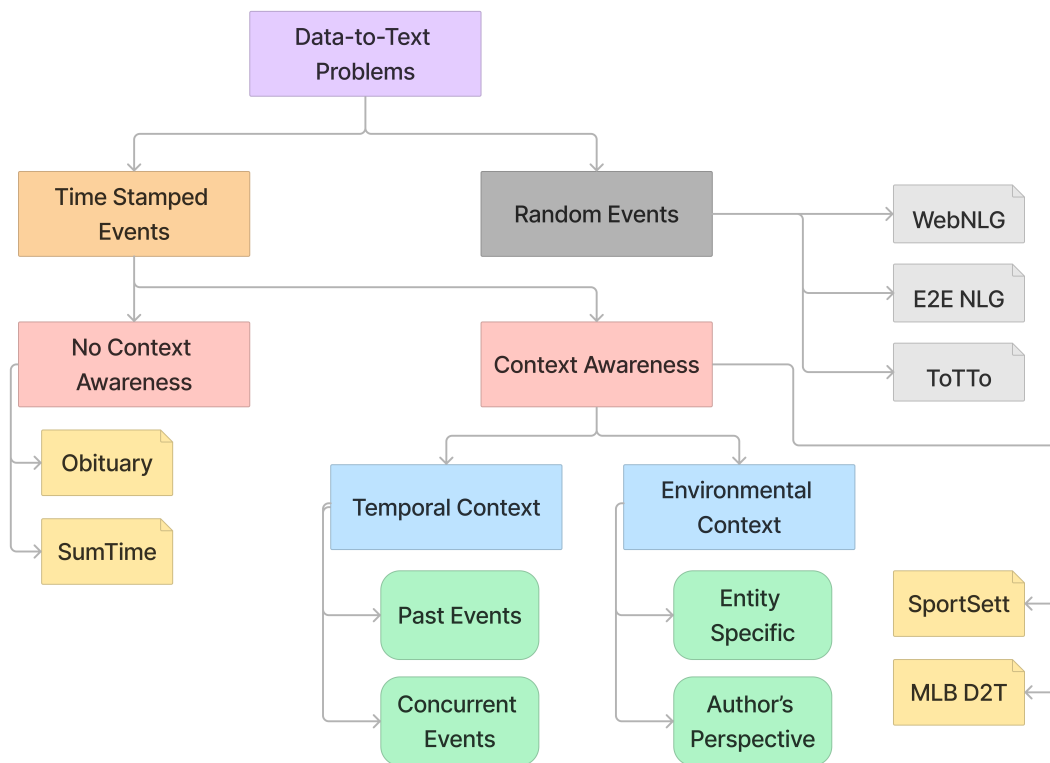 Data-to-Text
Problems
Time Stamped
Events
Random Events
WebNLG
E2E NLG
ToTTo
No Context
Awareness
Context Awareness
Obituary
SumTime
Temporal Context
Environmental
Context
Past Events
Concurrent
Events
Entity
Specific
Author’s
Perspective
SportSett
MLB D2T